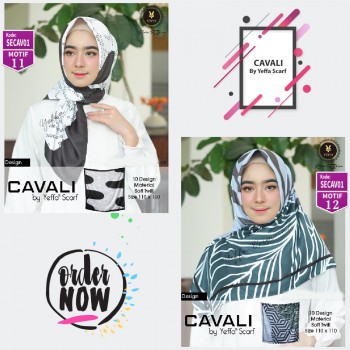 Kode:
SECAV01
MOTIF
11
Design
CAVALI
by Yeffa® Scarf
10 Design
Material
Soft Twill
Size 110 x 110
CAVALI
By Yeffa Scarf
order
NOW
Kode:
SECAV01
MOTIF
12
Design
CAVALI
by Yeffa® Scarf
10 Design
Material
Soft Twill
Size 110 x 110